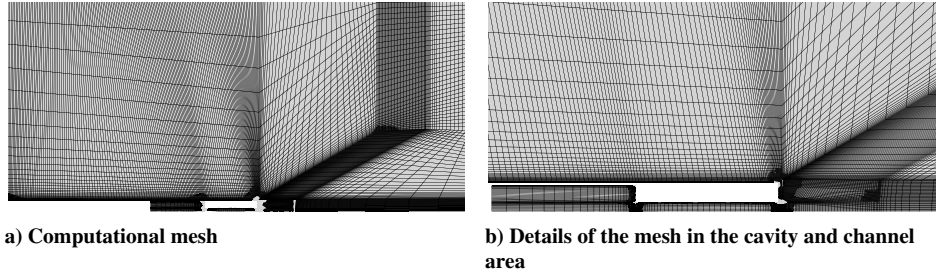 a) Computational mesh
b) Details of the mesh in the cavity and channel
area